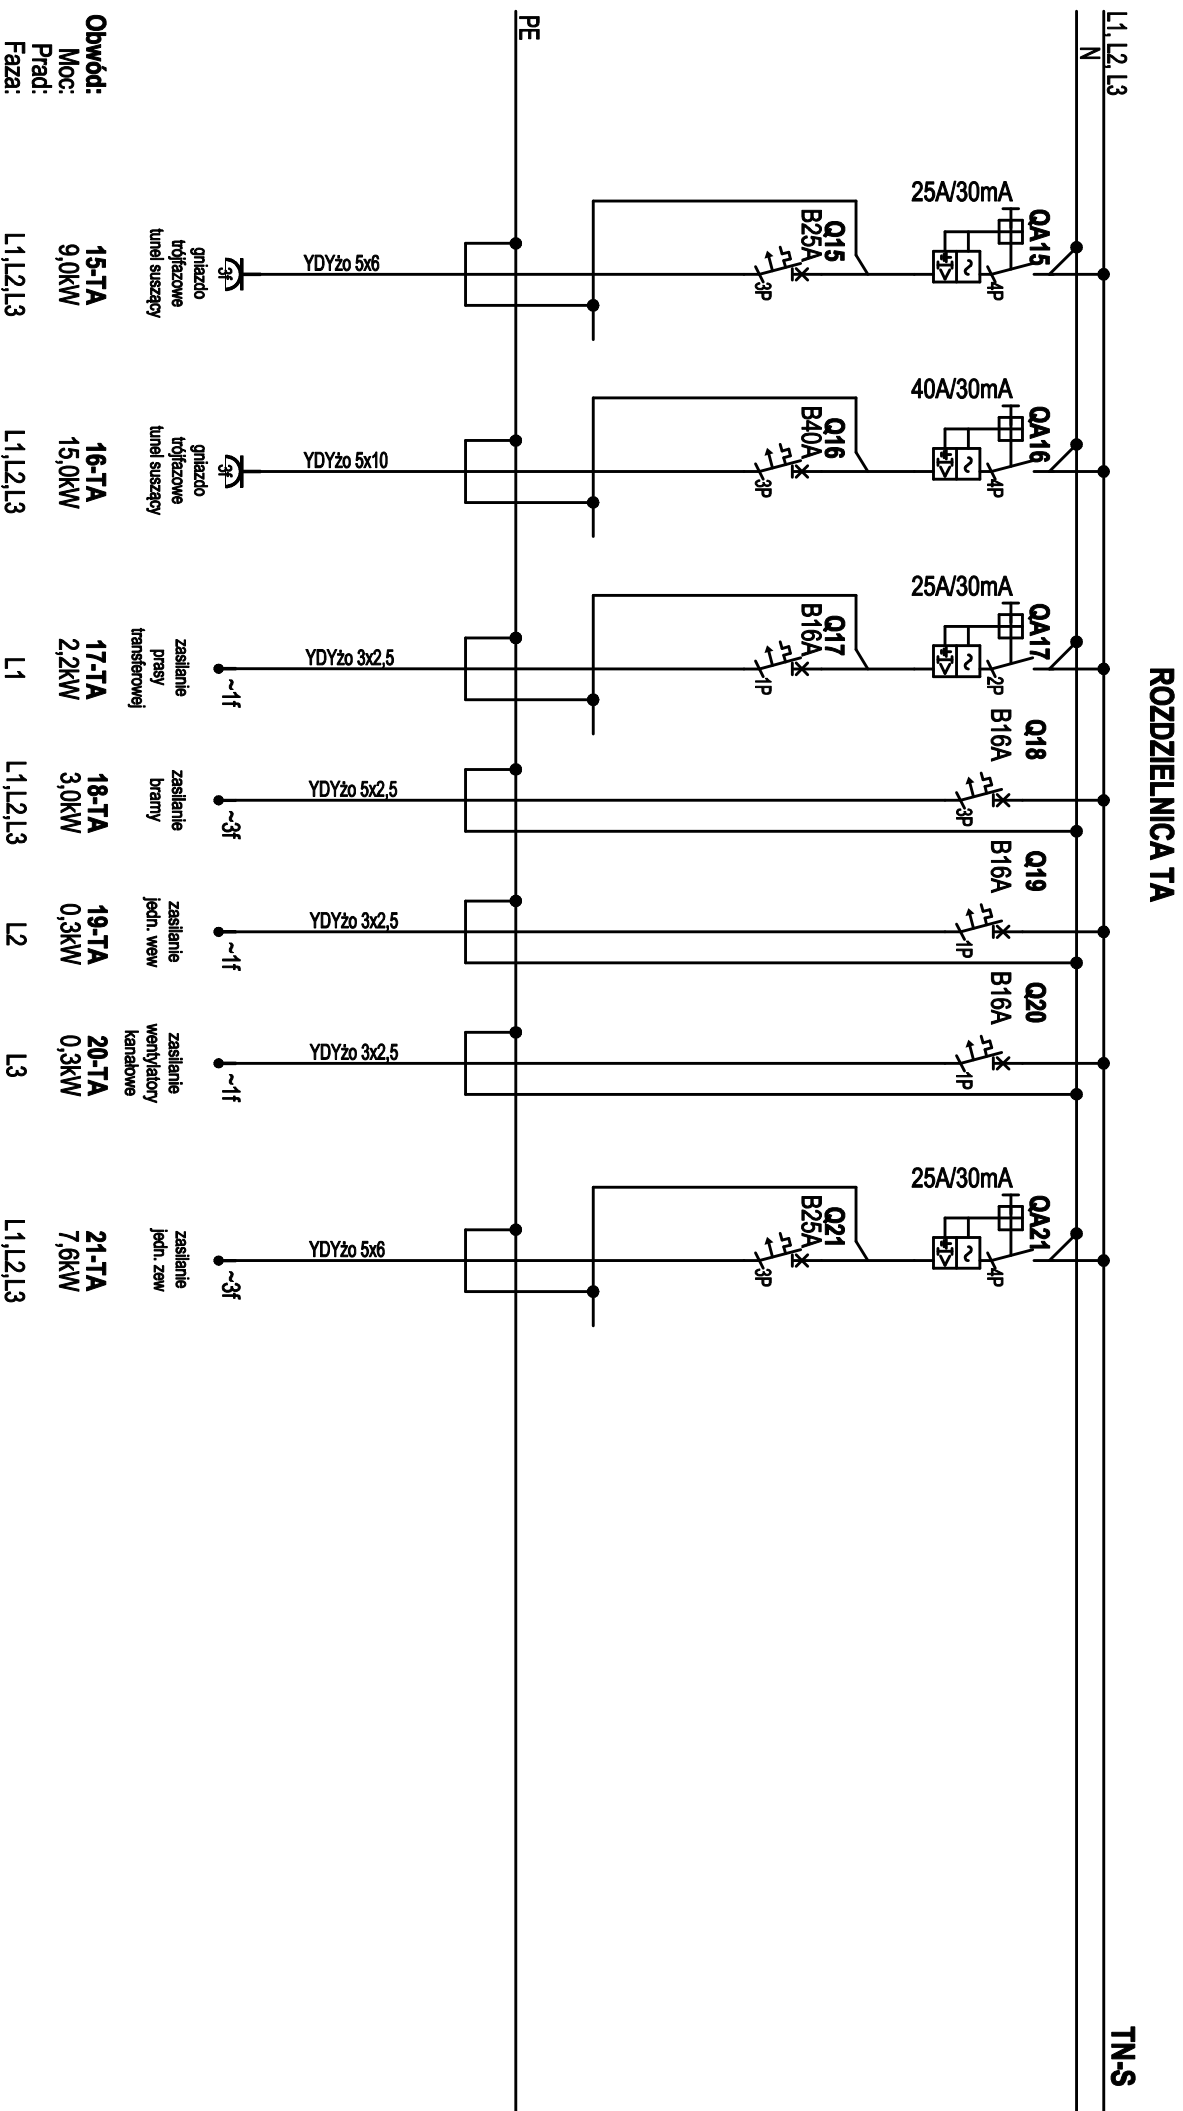 ROZDZIELNICA TA
TN-S
L1, L2, L3
N
PE
QA15
25A/30mA
4P
Q15
B25A
3P
YDYżo 5x6
3f
gniazdo
trójfazowe
tunel suszący
15-TA
9,0kW
L1,L2,L3
QA16
40A/30mA
4P
Q16
B40A
3P
YDYżo 5x10
3f
gniazdo
trójfazowe
tunel suszący
16-TA
15,0kW
L1,L2,L3
QA17
25A/30mA
2P
Q17
B16A
1P
YDYżo 3x2,5
~1f
zasilanie
prasy
transferowej
17-TA
2,2kW
L1
Q18
B16A
3P
YDYżo 5x2,5
~3f
zasilanie
bramy
18-TA
3,0kW
L1,L2,L3
Q19
B16A
1P
YDYżo 3x2,5
~1f
zasilanie
jedn. wew
19-TA
0,3kW
L2
Q20
B16A
1P
YDYżo 3x2,5
~1f
zasilanie
wentylatory
kanałowe
20-TA
0,3kW
L3
QA21
25A/30mA
4P
Q21
B25A
3P
YDYżo 5x6
~3f
zasilanie
jedn. zew
21-TA
7,6kW
L1,L2,L3
Obwód:
Moc:
Prad:
Faza: